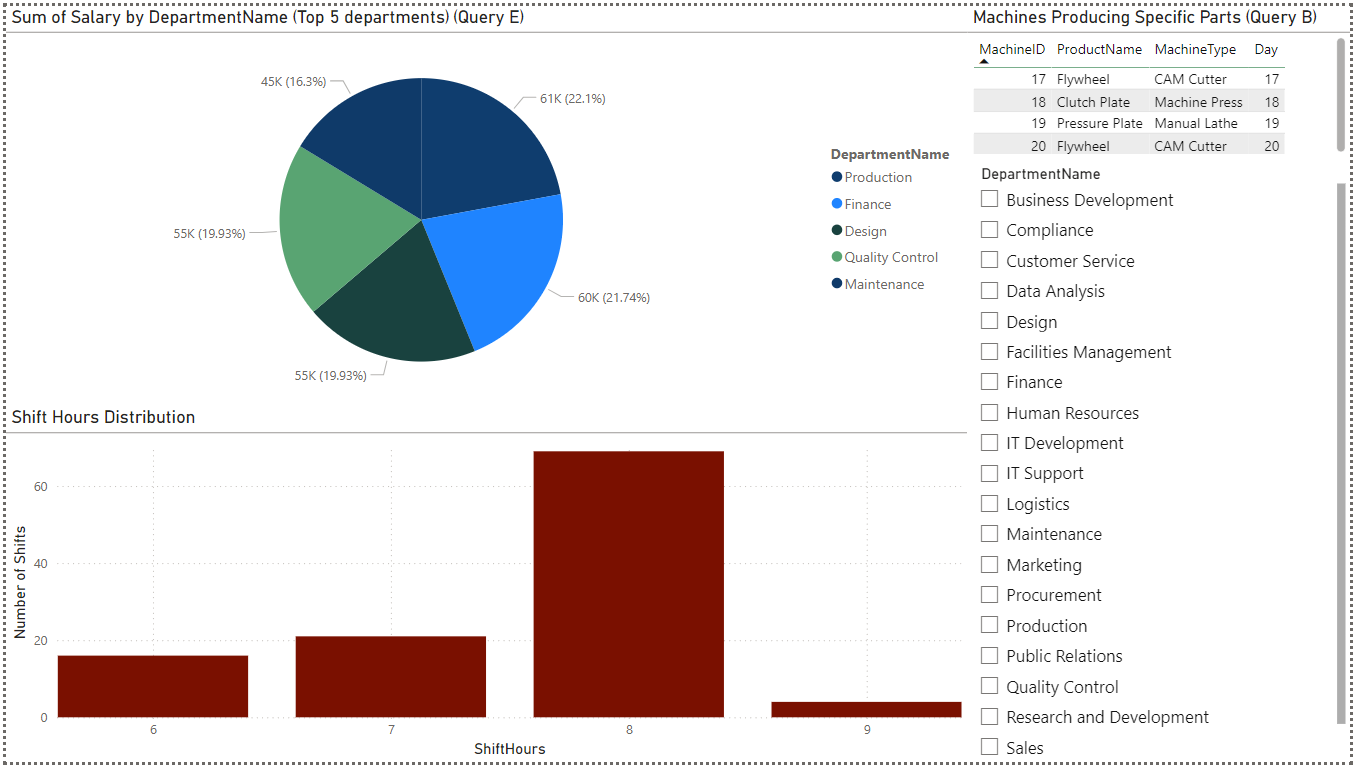 Sum of Salary by DepartmentName (Top 5 departments) (Query E)
45K (16.3%)
61K (22.1%)
55K (19.93%)
60K (21.74%)
55K (19.93%)
DepartmentName
Production
Finance
Design
Quality Control
Maintenance
Shift Hours Distribution
Number of Shifts
60
40
20
0
6 7 8 9
ShiftHours
Machines Producing Specific Parts (Query B)
MachineID ProductName MachineType Day
17 Flywheel CAM Cutter 17
18 Clutch Plate Machine Press 18
19 Pressure Plate Manual Lathe 19
20 Flywheel CAM Cutter 20
DepartmentName
Business Development
Compliance
Customer Service
Data Analysis
Design
Facilities Management
Finance
Human Resources
IT Development
IT Support
Logistics
Maintenance
Marketing
Procurement
Production
Public Relations
Quality Control
Research and Development
Sales